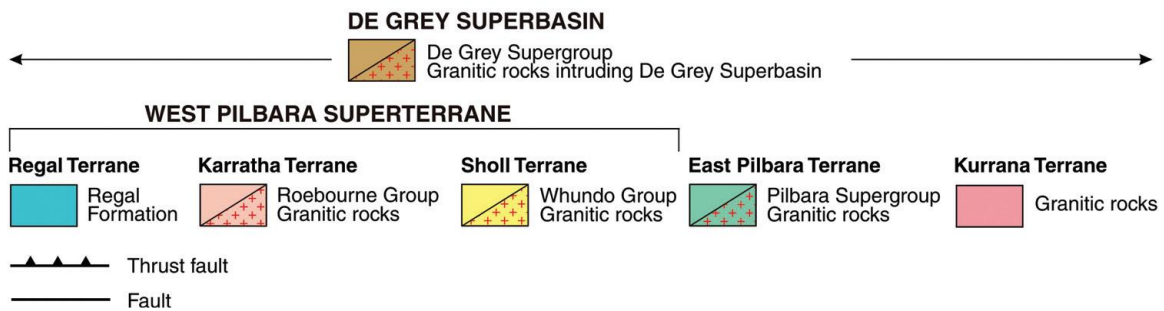 DE GREY SUPERBASIN
De Grey Supergroup
Granitic rocks intruding De Grey Superbasin
WEST PILBARA SUPERTERRANE
Regal Terrane
Regal
Formation
Karratha Terrane
Roebourne Group
Granitic rocks
Sholl Terrane
Whundo Group
Granitic rocks
East Pilbara Terrane
Pilbara Supergroup
Granitic rocks
Kurrana Terrane
Granitic rocks
Thrust fault
Fault